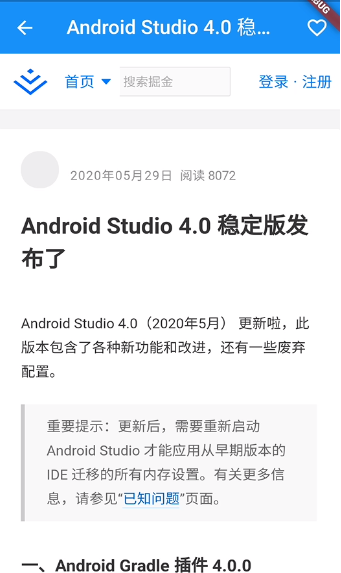 Android Studio 4.0 稳...
首页
搜索掘金
登录 · 注册
2020年05月29日 阅读 8072
Android Studio 4.0 稳定版发
布了
Android Studio 4.0（2020年5月） 更新啦，此
版本包含了各种新功能和改进，还有一些废弃
配置。
重要提示：更新后，需要重新启动
Android Studio 才能应用从早期版本的
IDE 迁移的所有内存设置。有关更多信
息，请参见“已知问题”页面。
一、Android Gradle 插件 4.0.0